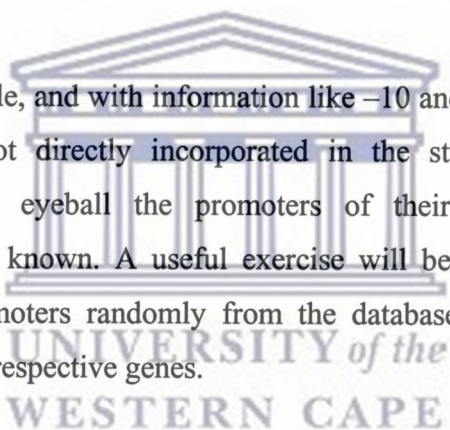 le, and with information like –10 and
ot directly incorporated in the st
eyeball the promoters of their
known. A useful exercise will be
moters randomly from the database
UNIVERSITY of the
respective genes.
WESTERN CAPE